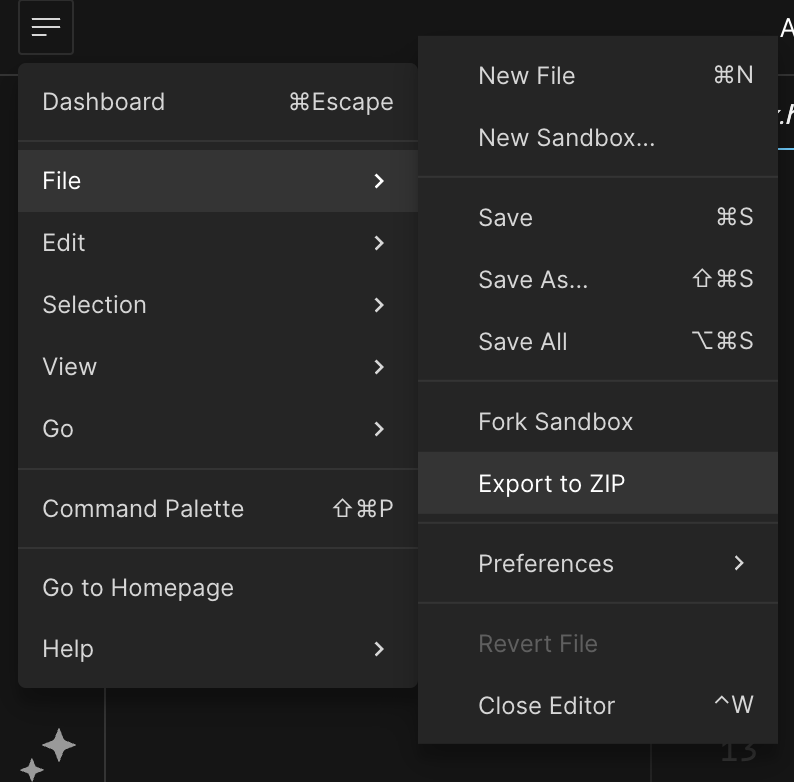 Dashboard ⌘Escape
File
Edit
Selection
View
Go
Command Palette ⇧⌘P
Go to Homepage
Help
New File ⌘N
New Sandbox...
Save ⌘S
Save As... ⇧⌘S
Save All ⌥⌘S
Fork Sandbox
Export to ZIP
Preferences
Revert File
Close Editor ^W
13